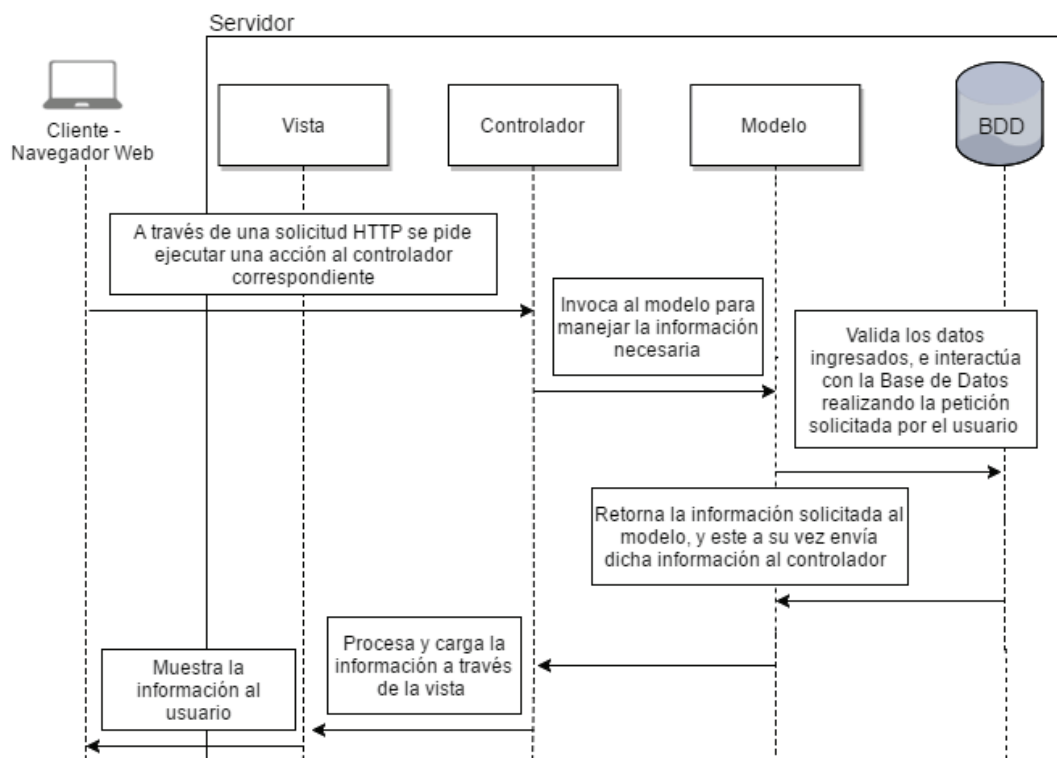 Servidor
Cliente -
Navegador Web
Vista
Controlador
Modelo
BDD
A través de una solicitud HTTP se pide
ejecutar una acción al controlador
correspondiente
Invoca al modelo para
manejar la información
necesaria
Valida los datos
ingresados, e interactúa
con la Base de Datos
realizando la petición
solicitada por el usuario
Retorna la información solicitada al
modelo, y este a su vez envía
dicha información al controlador
Procesa y carga la
información a través
de la vista
Muestra la
información al
usuario